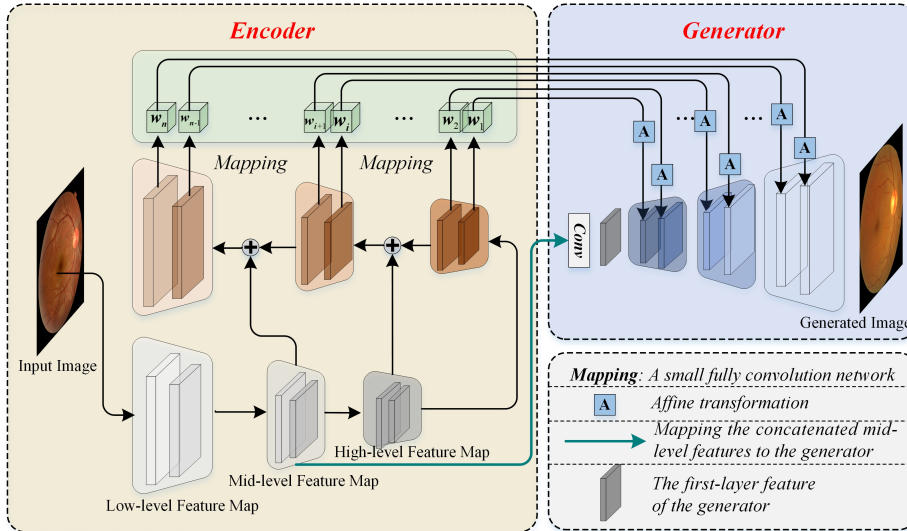 Encoder
Generator
w_n w_{n-1} ... w_{i+1} w_i ... w_2 w_1
Mapping Mapping
A ... A ... A
A A A
Conv
Input Image
Generated Image
High-level Feature Map
Mid-level Feature Map
Low-level Feature Map
Mapping: A small fully convolution network
A Affine transformation
Mapping the concatenated mid-
level features to the generator
The first-layer feature
of the generator